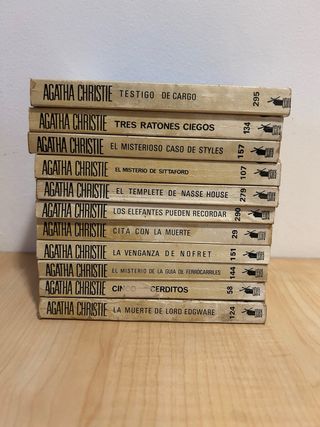 AGATHA CHRISTIE TESTIGO DE CARGO 295
AGATHA CHRISTIE TRES RATONES CIEGOS 134
AGATHA CHRISTIE EL MISTERIOSO CASO DE STYLES 157
AGATHA CHRISTIE EL MISTERIO DE SITTAFORD 107
AGATHA CHRISTIE EL TEMPLETE DE NASSE HOUSE 279
AGATHA CHRISTIE LOS ELEFANTES PUEDEN RECORDAR 290
AGATHA CHRISTIE CITA CON LA MUERTE 29
AGATHA CHRISTIE LA VENGANZA DE NOFRET 151
AGATHA CHRISTIE EL MISTERIO DE LA GUIA DE FERROCARRILES 144
AGATHA CHRISTIE CINCO CERDITOS 58
AGATHA CHRISTIE LA MUERTE DE LORD EDGWARE 124